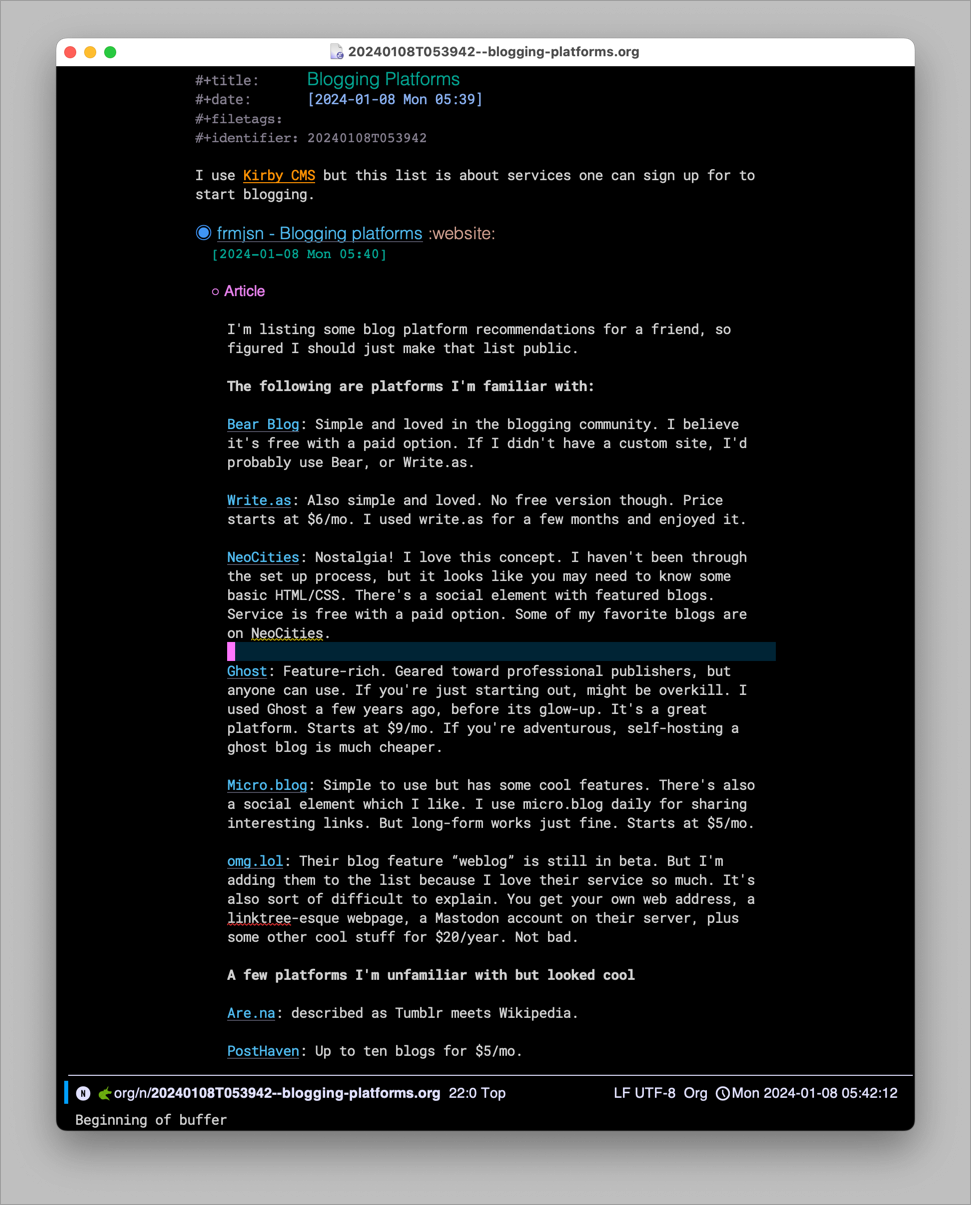 20240108T053942--blogging-platforms.org
#+title: Blogging Platforms
#+date: [2024-01-08 Mon 05:39]
#+filetags:
#+identifier: 20240108T053942
I use Kirby CMS but this list is about services one can sign up for to
start blogging.
frmjsn - Blogging platforms :website:
[2024-01-08 Mon 05:40]
Article
I'm listing some blog platform recommendations for a friend, so
figured I should just make that list public.
The following are platforms I'm familiar with:
Bear Blog: Simple and loved in the blogging community. I believe
it's free with a paid option. If I didn't have a custom site, I'd
probably use Bear, or Write.as.
Write.as: Also simple and loved. No free version though. Price
starts at $6/mo. I used write.as for a few months and enjoyed it.
NeoCities: Nostalgia! I love this concept. I haven't been through
the set up process, but it looks like you may need to know some
basic HTML/CSS. There's a social element with featured blogs.
Service is free with a paid option. Some of my favorite blogs are
on NeoCities.
Ghost: Feature-rich. Geared toward professional publishers, but
anyone can use. If you're just starting out, might be overkill. I
used Ghost a few years ago, before its glow-up. It's a great
platform. Starts at $9/mo. If you're adventurous, self-hosting a
ghost blog is much cheaper.
Micro.blog: Simple to use but has some cool features. There's also
a social element which I like. I use micro.blog daily for sharing
interesting links. But long-form works just fine. Starts at $5/mo.
omg.lol: Their blog feature “weblog” is still in beta. But I'm
adding them to the list because I love their service so much. It's
also sort of difficult to explain. You get your own web address, a
linktree-esque webpage, a Mastodon account on their server, plus
some other cool stuff for $20/year. Not bad.
A few platforms I'm unfamiliar with but looked cool
Are.na: described as Tumblr meets Wikipedia.
PostHaven: Up to ten blogs for $5/mo.
N org/n/20240108T053942--blogging-platforms.org 22:0 Top LF UTF-8 Org Mon 2024-01-08 05:42:12
Beginning of buffer